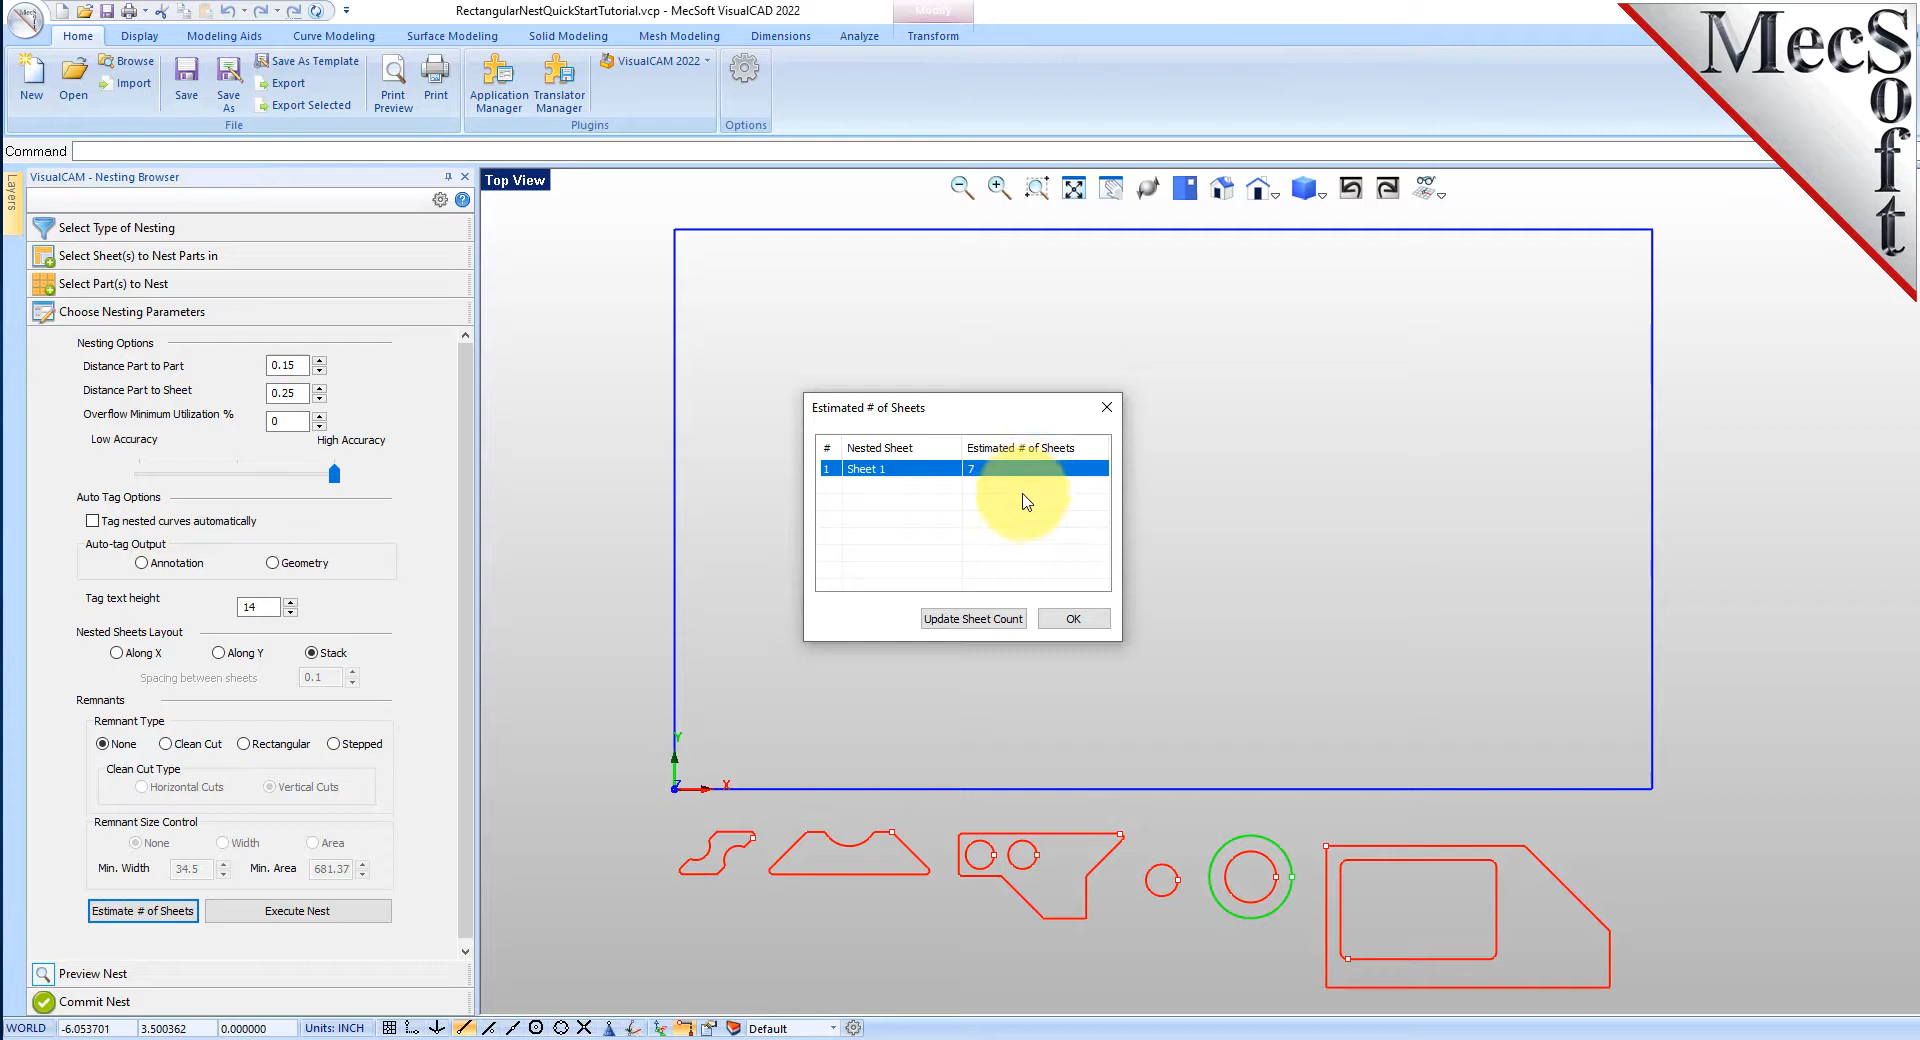 RectangularNestQuickStartTutorial.vcp - MecSoft VisualCAD 2022
Modify
Home
Display
Modeling Aids
Curve Modeling
Surface Modeling
Solid Modeling
Mesh Modeling
Dimensions
Analyze
Transform
New
Open
Browse
Import
Save
Save As
Save As Template
Export
Export Selected
Print Preview
Print
Application Manager
Translator Manager
VisualCAM 2022
File
Plugins
Options
MecSoft
Command
Layers
VisualCAM - Nesting Browser
Top View
Select Type of Nesting
Select Sheet(s) to Nest Parts in
Select Part(s) to Nest
Choose Nesting Parameters
Nesting Options
Distance Part to Part 0.15
Distance Part to Sheet 0.25
Overflow Minimum Utilization % 0
Low Accuracy High Accuracy
Auto Tag Options
Tag nested curves automatically
Auto-tag Output
Annotation Geometry
Tag text height 14
Nested Sheets Layout
Along X Along Y Stack
Spacing between sheets 0.1
Remnants
Remnant Type
None Clean Cut Rectangular Stepped
Clean Cut Type
Horizontal Cuts Vertical Cuts
Remnant Size Control
None Width Area
Min. Width 34.5 Min. Area 681.37
Estimate # of Sheets Execute Nest
Preview Nest
Commit Nest
Estimated # of Sheets
# Nested Sheet Estimated # of Sheets
1 Sheet 1 7
Update Sheet Count OK
Y
Z
X
WORLD -6.053701 3.500362 0.000000 Units: INCH Default